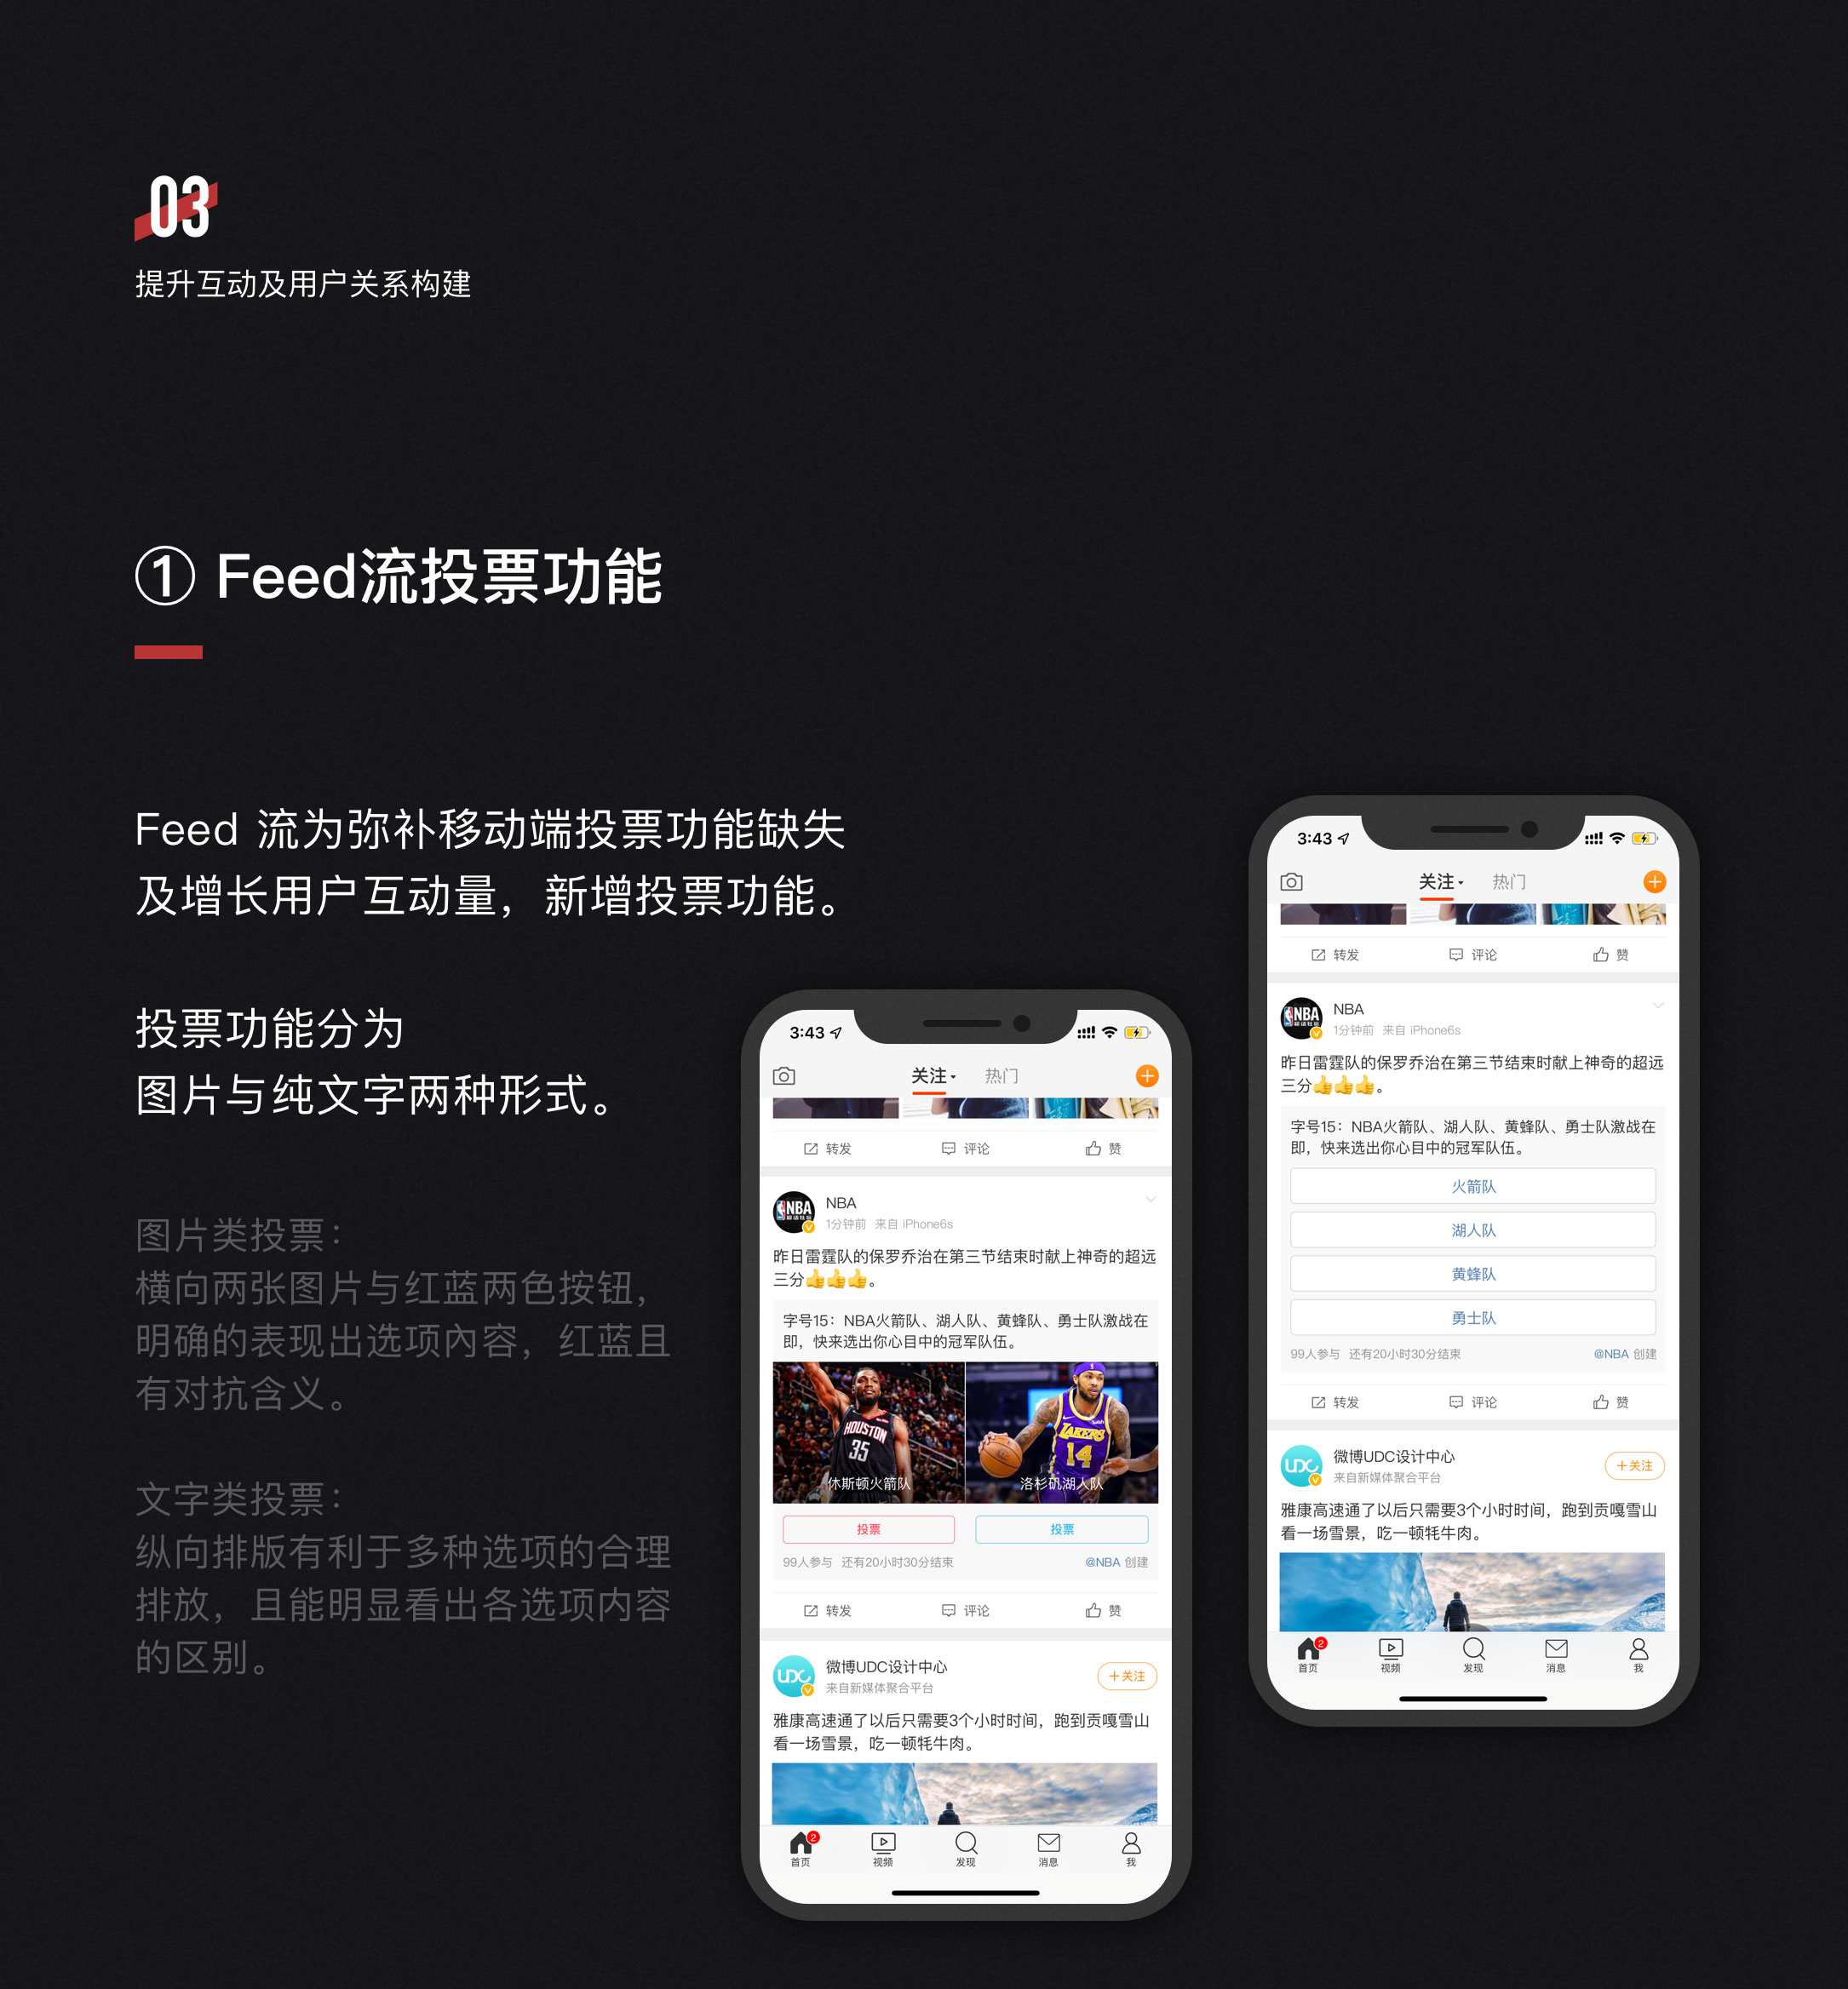 03
提升互动及用户关系构建
① Feed流投票功能
Feed 流为弥补移动端投票功能缺失
及增长用户互动量，新增投票功能。
投票功能分为
图片与纯文字两种形式。
图片类投票：
横向两张图片与红蓝两色按钮，
明确的表现出选项内容，红蓝且
有对抗含义。
文字类投票：
纵向排版有利于多种选项的合理
排放，且能明显看出各选项内容
的区别。
3:43
关注 热门
转发 评论 赞
NBA
NBA
1分钟前 来自 iPhone6s
昨日雷霆队的保罗乔治在第三节结束时献上神奇的超远
三分👍👍👍。
字号15：NBA火箭队、湖人队、黄蜂队、勇士队激战在
即，快来选出你心目中的冠军队伍。
HOUSTON
35
休斯顿火箭队
LAKERS
14
洛杉矶湖人队
投票 投票
99人参与 还有20小时30分结束 @NBA 创建
转发 评论 赞
UDC
微博UDC设计中心
来自新媒体聚合平台
+关注
雅康高速通了以后只需要3个小时时间，跑到贡嘎雪山
看一场雪景，吃一顿牦牛肉。
2
首页 视频 发现 消息 我
3:43
关注 热门
转发 评论 赞
NBA
NBA
1分钟前 来自 iPhone6s
昨日雷霆队的保罗乔治在第三节结束时献上神奇的超远
三分👍👍👍。
字号15：NBA火箭队、湖人队、黄蜂队、勇士队激战在
即，快来选出你心目中的冠军队伍。
火箭队
湖人队
黄蜂队
勇士队
99人参与 还有20小时30分结束 @NBA 创建
转发 评论 赞
UDC
微博UDC设计中心
来自新媒体聚合平台
+关注
雅康高速通了以后只需要3个小时时间，跑到贡嘎雪山
看一场雪景，吃一顿牦牛肉。
2
首页 视频 发现 消息 我